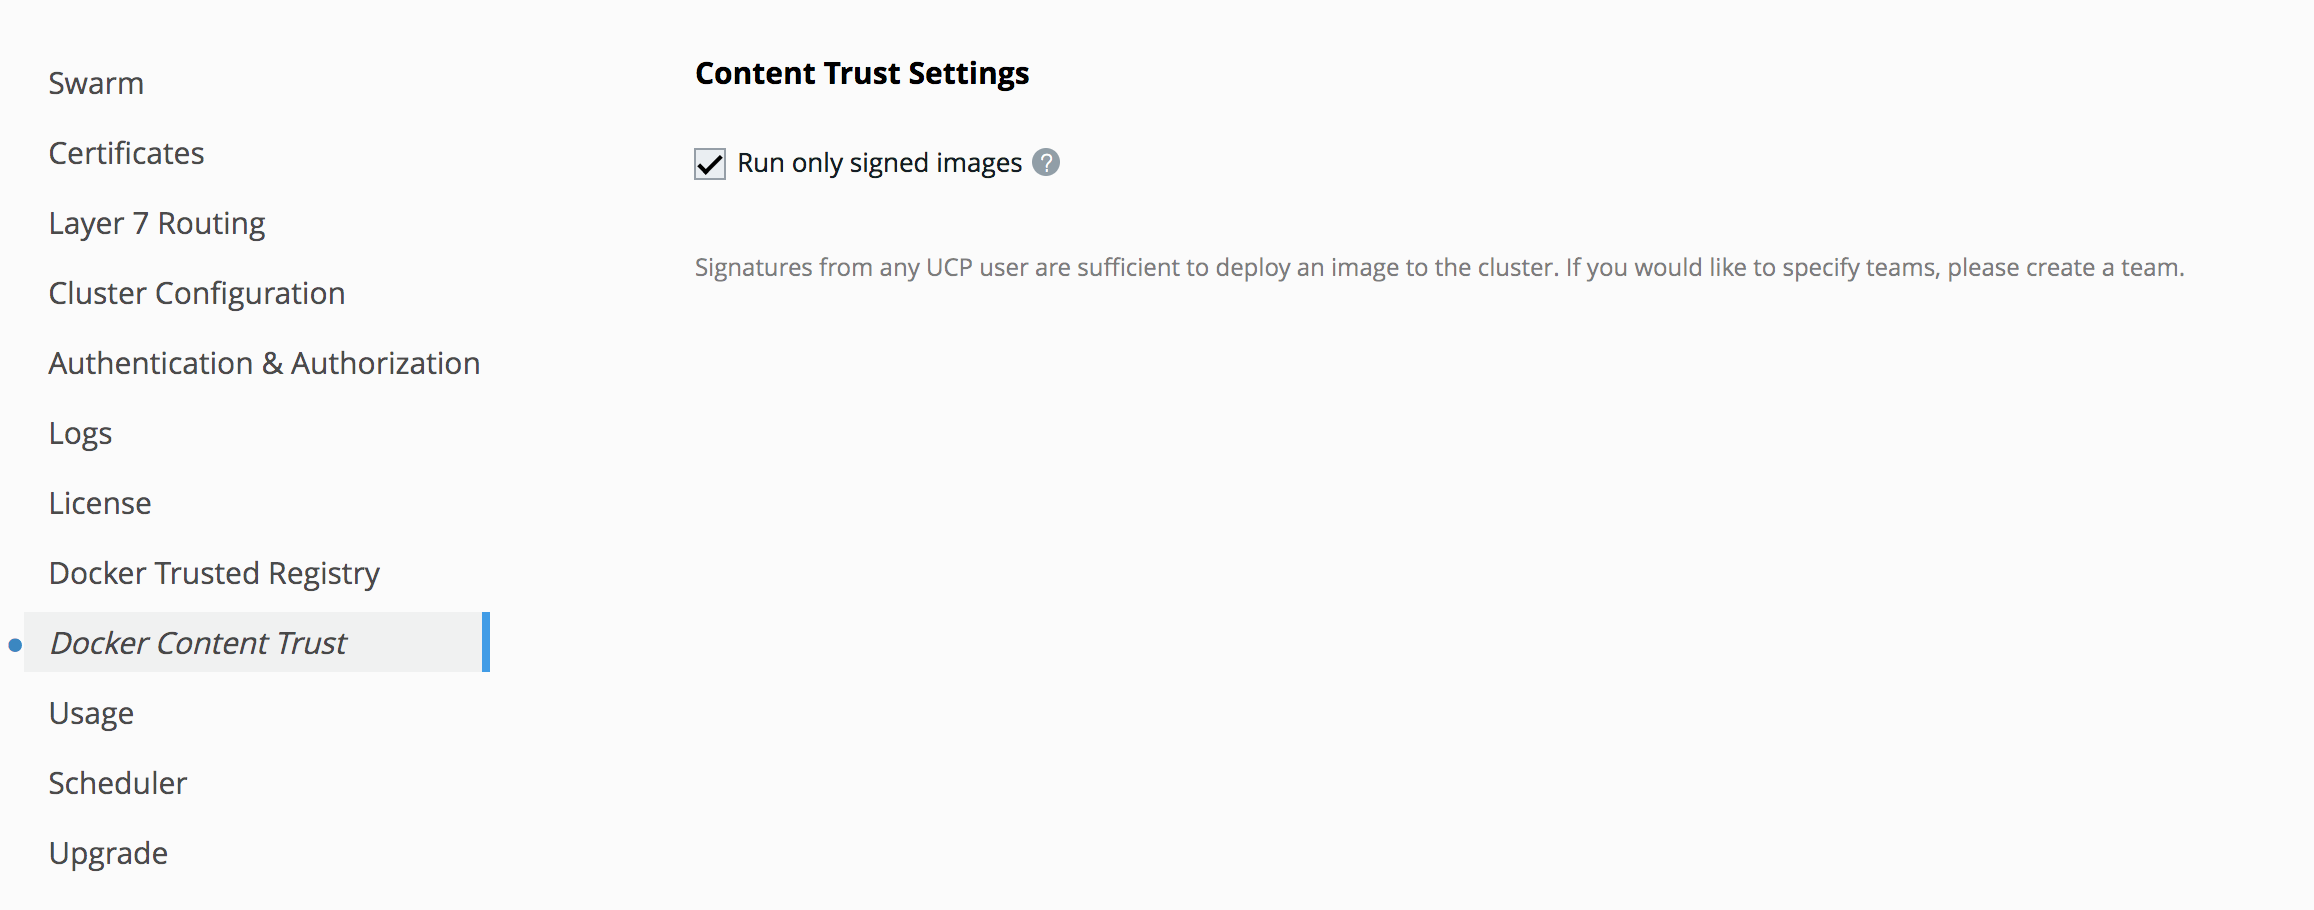 Swarm
Certificates
Layer 7 Routing
Cluster Configuration
Authentication & Authorization
Logs
License
Docker Trusted Registry
Docker Content Trust
Usage
Scheduler
Upgrade
Content Trust Settings
Run only signed images ?
Signatures from any UCP user are sufficient to deploy an image to the cluster. If you would like to specify teams, please create a team.